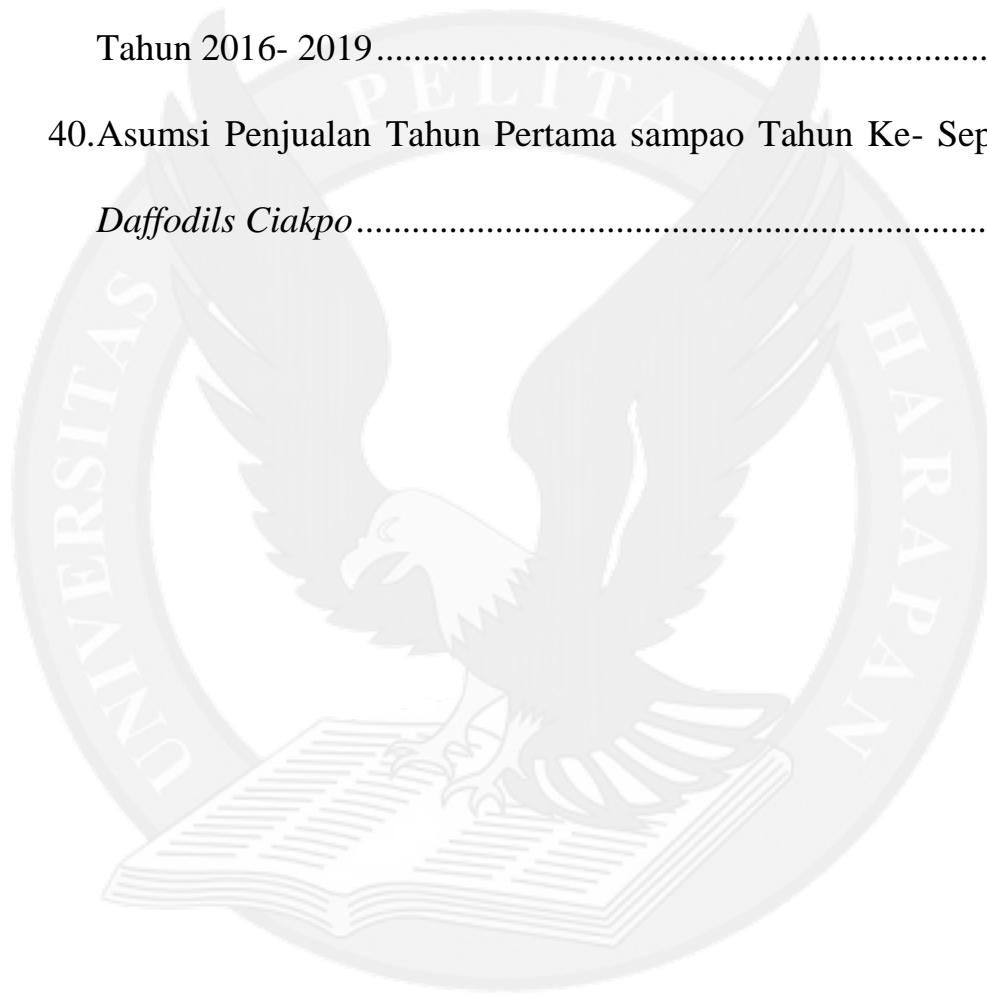 Tahun 2016- 2019................................................................
40.Asumsi Penjualan Tahun Pertama sampao Tahun Ke- Sep
Daffodils Ciakpo..................................................................
UNIVERSITAS PELITA HARAPAN